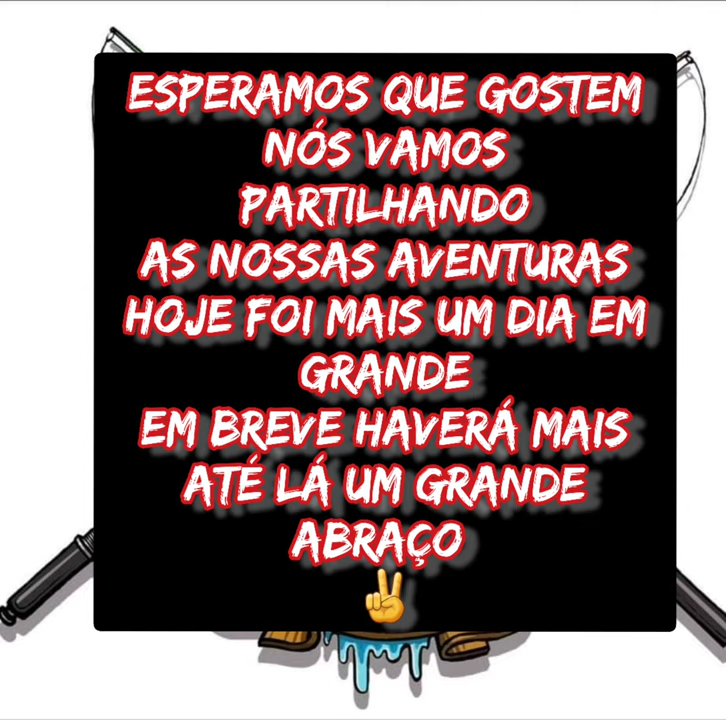 ESPERAMOS QUE GOSTEM
NÓS VAMOS
PARTILHANDO
AS NOSSAS AVENTURAS
HOJE FOI MAIS UM DIA EM
GRANDE
EM BREVE HAVERÁ MAIS
ATÉ LÁ UM GRANDE
ABRAÇO
✌️